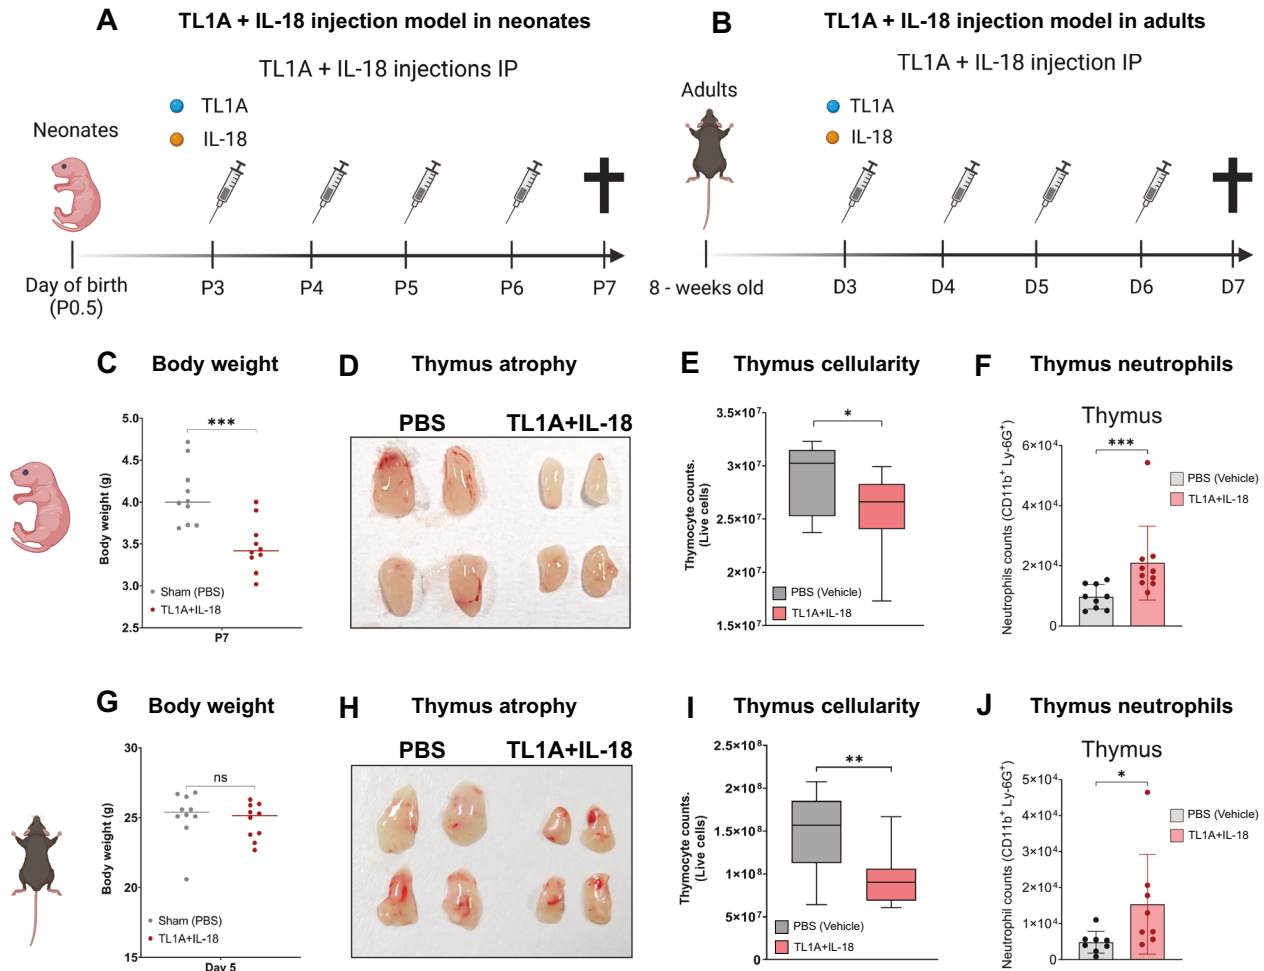 A TL1A + IL-18 injection model in neonates
TL1A + IL-18 injections IP
TL1A
IL-18
Neonates
Day of birth
(P0.5)
P3 P4 P5 P6 P7
B TL1A + IL-18 injection model in adults
TL1A + IL-18 injection IP
Adults
TL1A
IL-18
8 - weeks old D3 D4 D5 D6 D7
C Body weight
Body weight (g)
5.0
4.5
4.0
3.5
3.0
2.5
***
Sham (PBS)
TL1A+IL-18
P7
D Thymus atrophy
PBS TL1A+IL-18
E Thymus cellularity
Thymocyte counts.
(Live cells)
3.5×10⁷
3×10⁷
2.5×10⁷
2×10⁷
1.5×10⁷
*
PBS (Vehicle)
TL1A+IL-18
F Thymus neutrophils
Thymus
Neutrophils counts (CD11b⁺ Ly-6G⁺)
6×10⁴
4×10⁴
2×10⁴
0
***
PBS (Vehicle)
TL1A+IL-18
G Body weight
Body weight (g)
30
25
20
15
ns
Sham (PBS)
TL1A+IL-18
Day 5
H Thymus atrophy
PBS TL1A+IL-18
I Thymus cellularity
Thymocyte counts.
(Live cells)
2.5×10⁸
2×10⁸
1.5×10⁸
1×10⁸
5×10⁷
0
**
PBS (Vehicle)
TL1A+IL-18
J Thymus neutrophils
Thymus
Neutrophil counts (CD11b⁺ Ly-6G⁺)
5×10⁴
4×10⁴
3×10⁴
2×10⁴
1×10⁴
0
*
PBS (Vehicle)
TL1A+IL-18